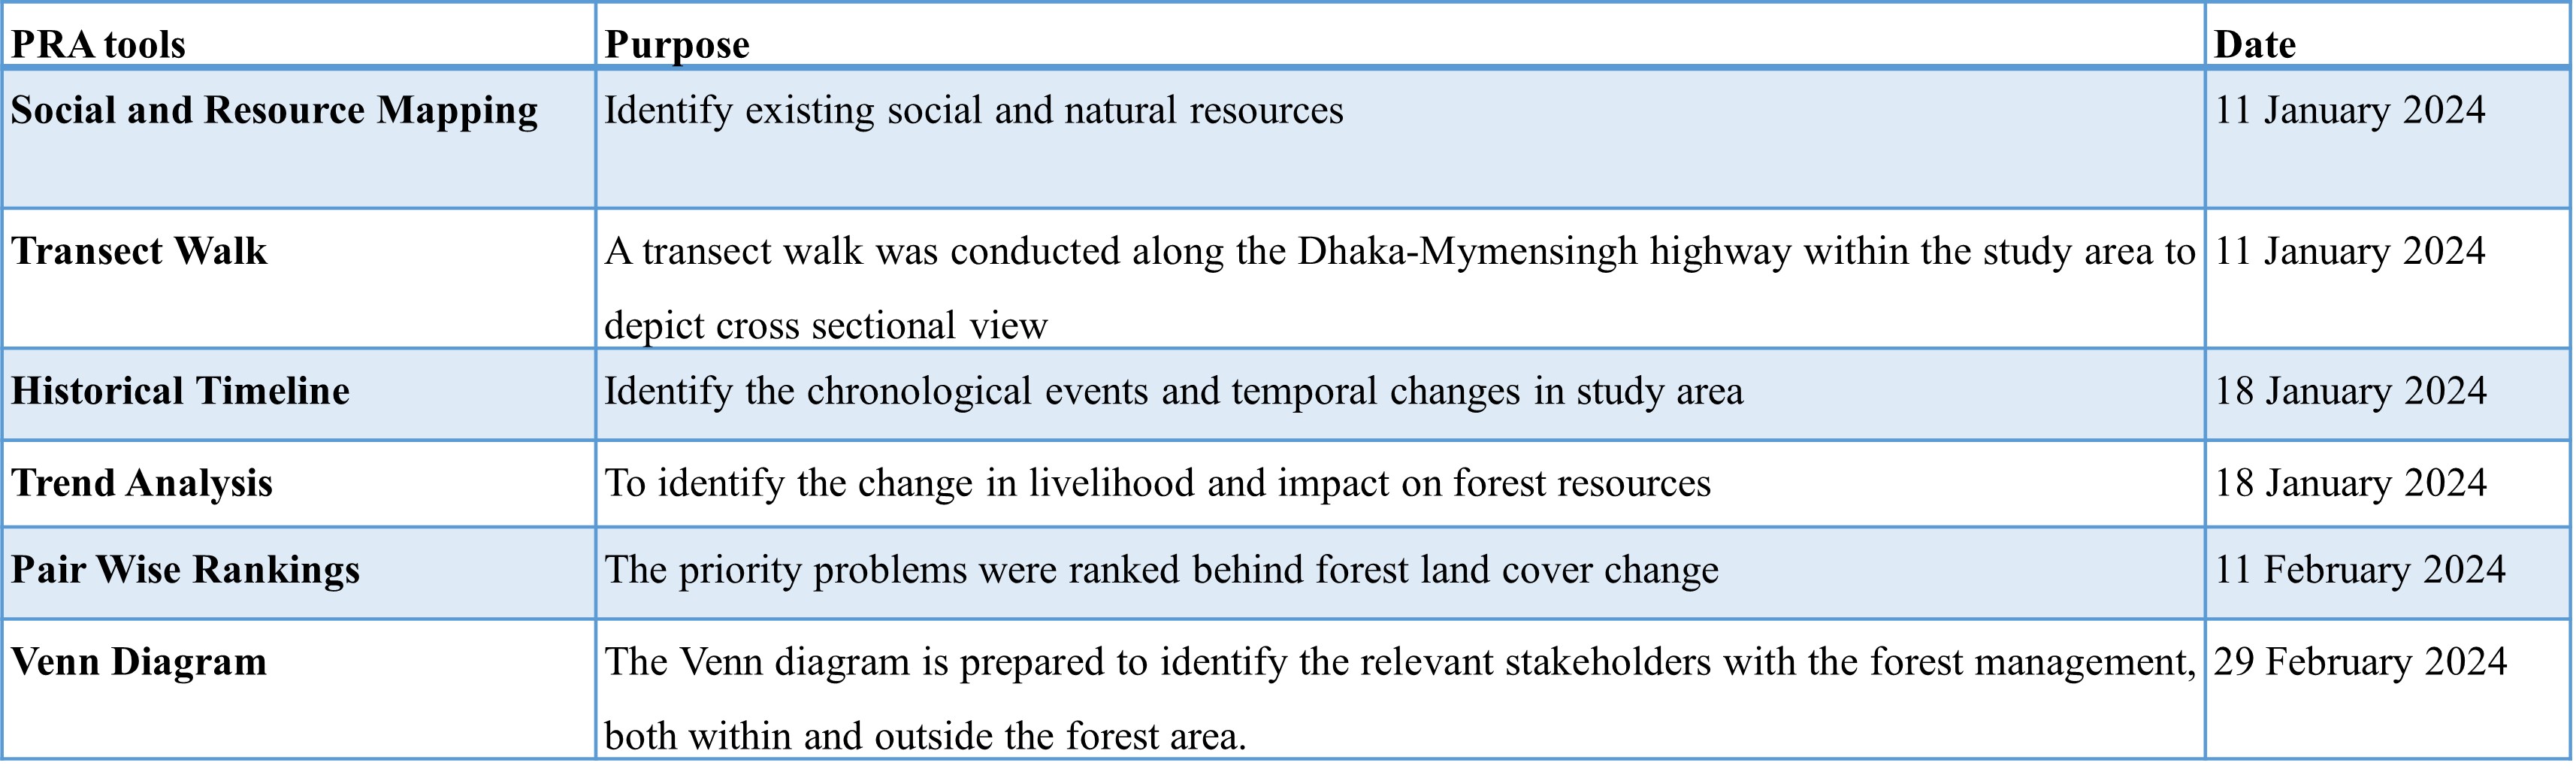 PRA tools Purpose Date
Social and Resource Mapping Identify existing social and natural resources 11 January 2024
Transect Walk A transect walk was conducted along the Dhaka-Mymensingh highway within the study area to 11 January 2024
depict cross sectional view
Historical Timeline Identify the chronological events and temporal changes in study area 18 January 2024
Trend Analysis To identify the change in livelihood and impact on forest resources 18 January 2024
Pair Wise Rankings The priority problems were ranked behind forest land cover change 11 February 2024
Venn Diagram The Venn diagram is prepared to identify the relevant stakeholders with the forest management, 29 February 2024
both within and outside the forest area.